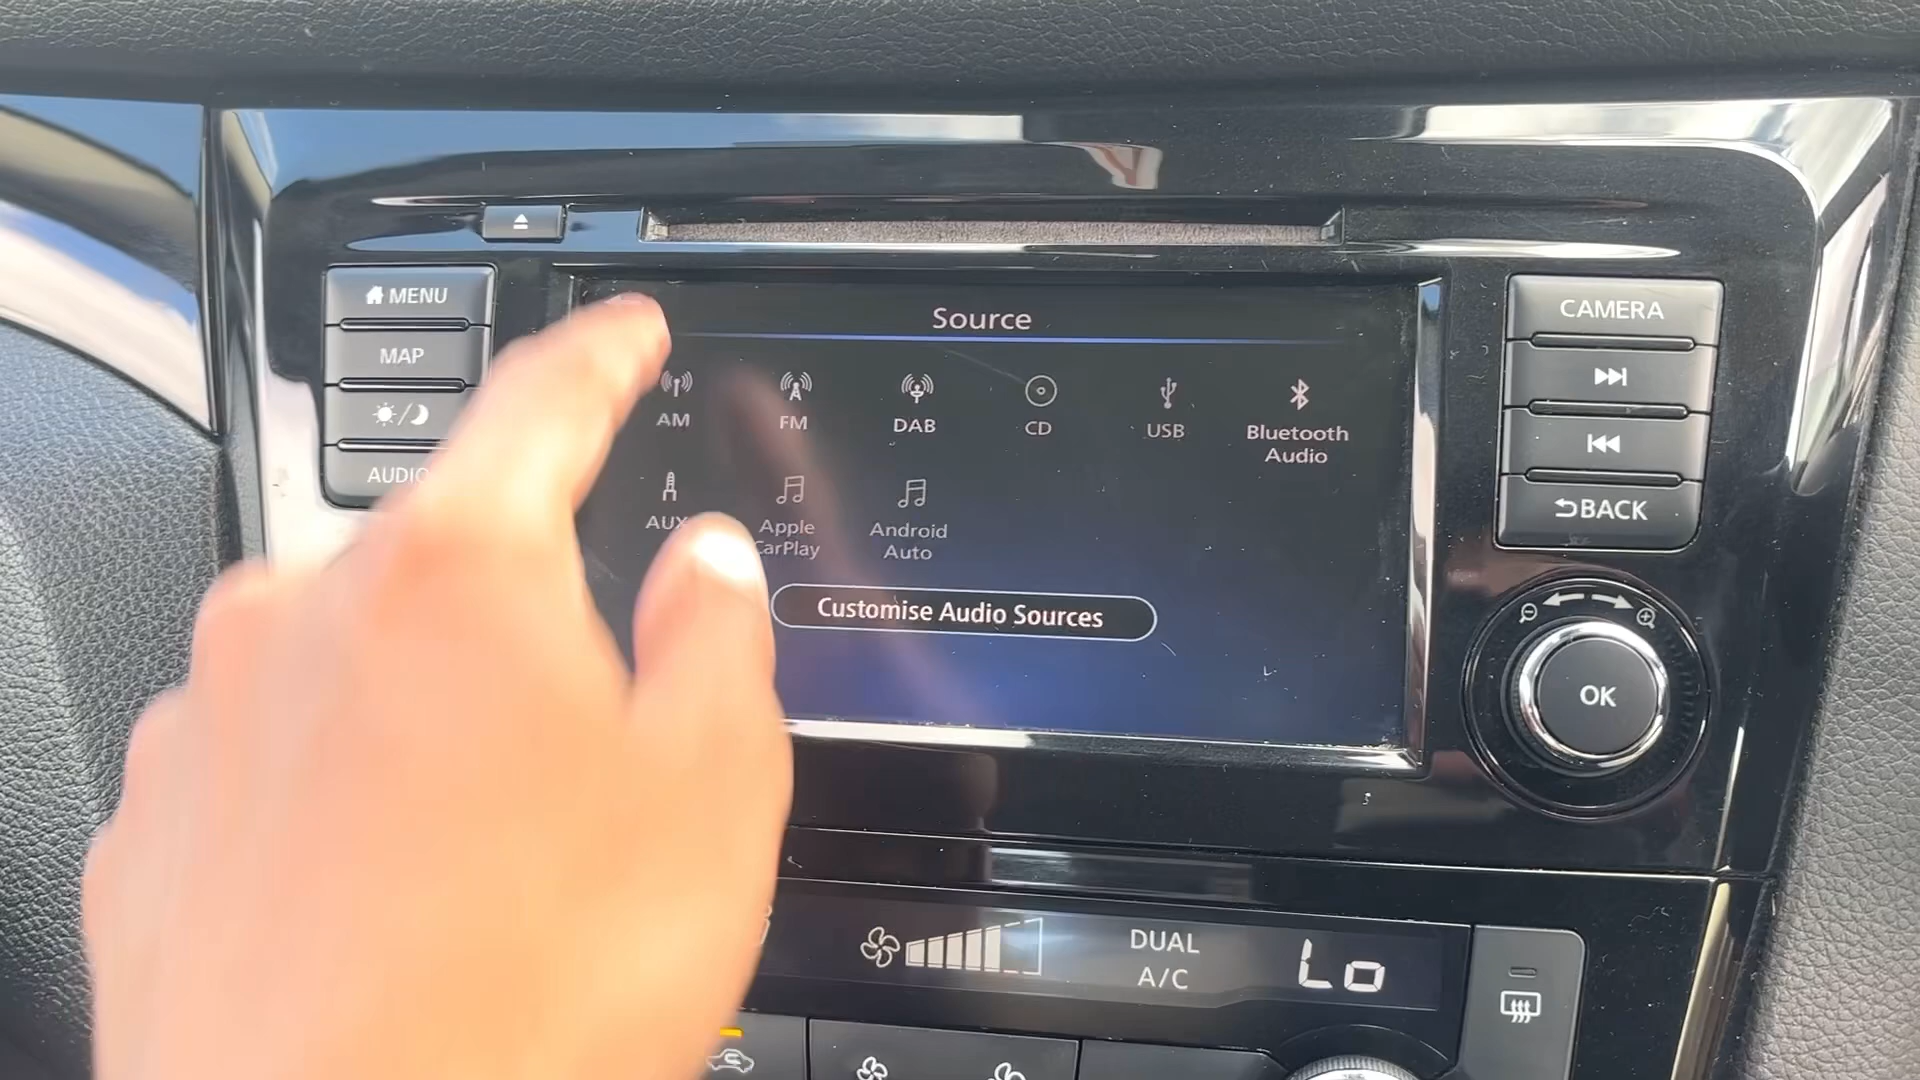 MENU
MAP
AUDIO
Source
AM
FM
DAB
CD
USB
Bluetooth
Audio
AUX
Apple
CarPlay
Android
Auto
Customise Audio Sources
CAMERA
BACK
OK
DUAL
A/C
Lo